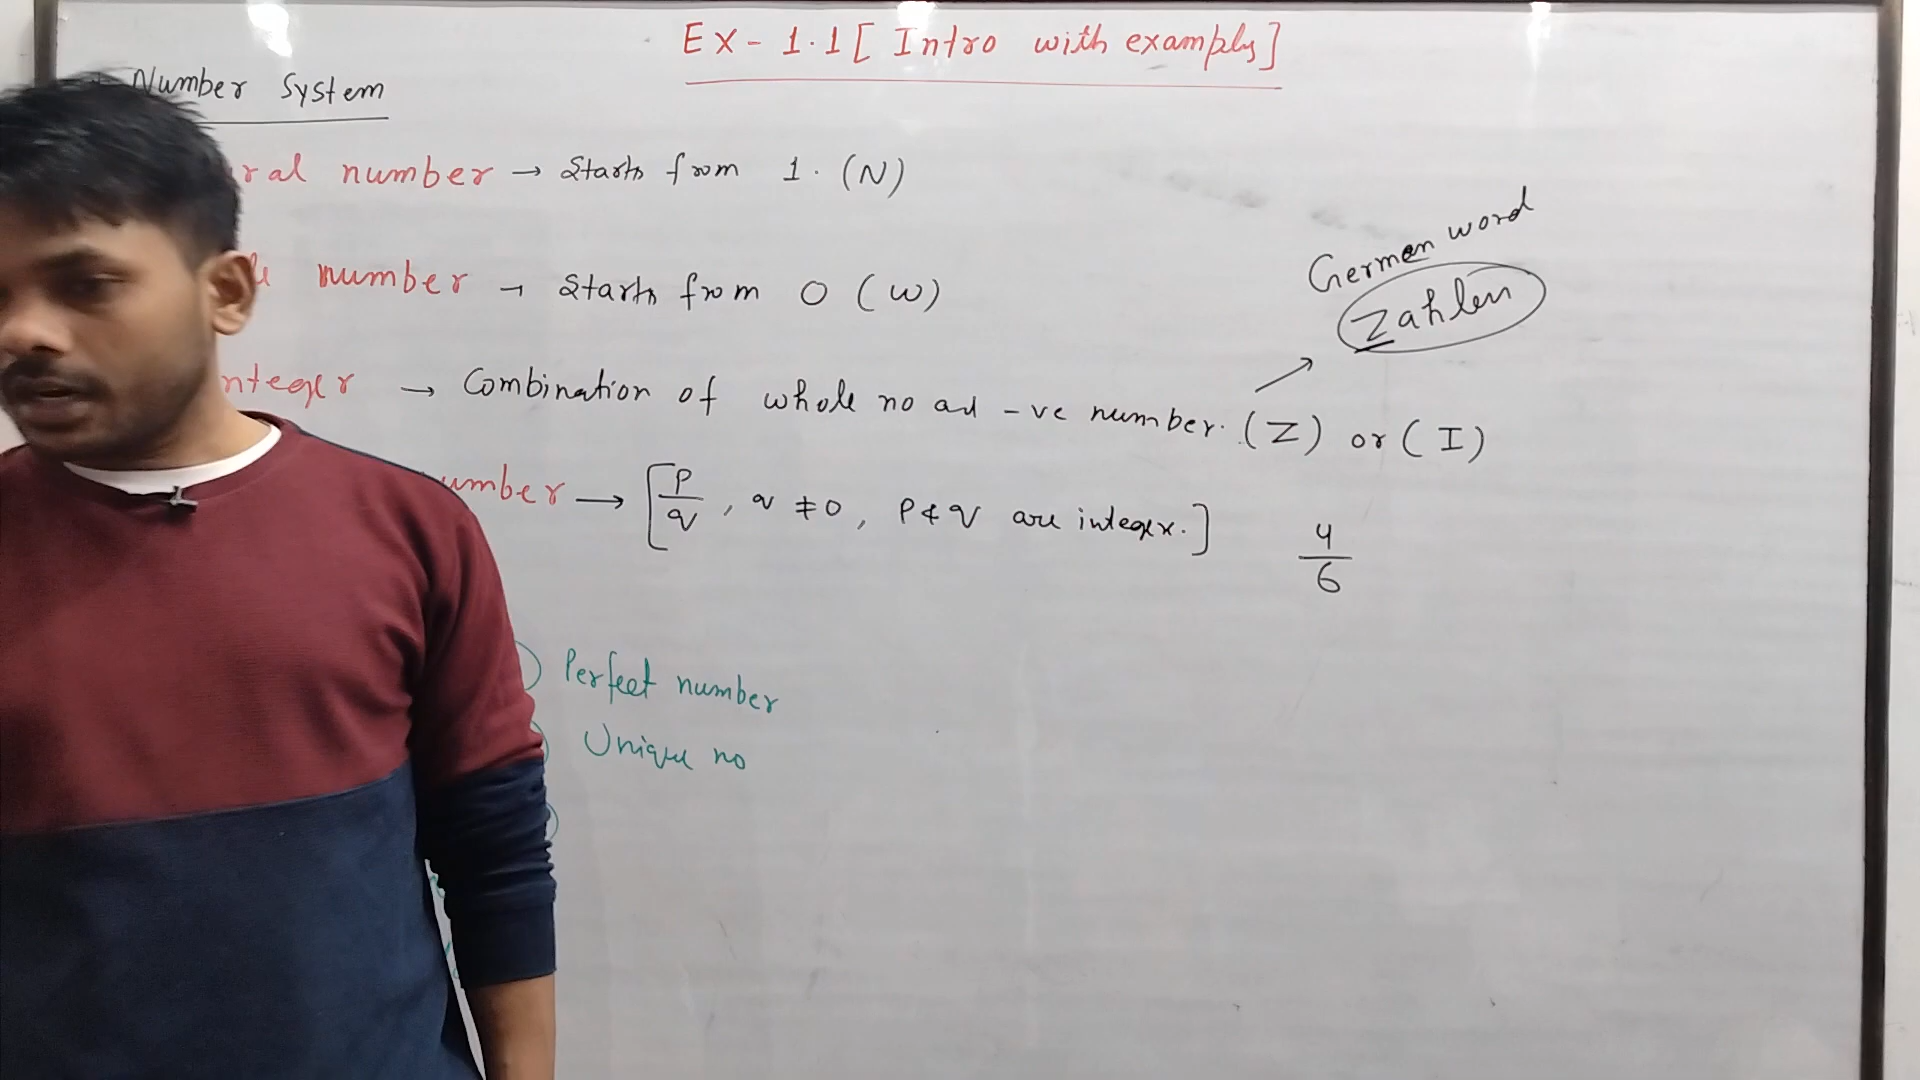 Ex - 1.1 [ Intro with examples ]
Number System
ral number → Starts from 1. (N)
German word
Zahlen
number → Starts from 0 (W)
nteger → Combination of whole no and -ve number. (Z) or (I)
umber → [ p/q, q ≠ 0, p & q are integer. ] 4/6
) Perfect number
) Unique no
)